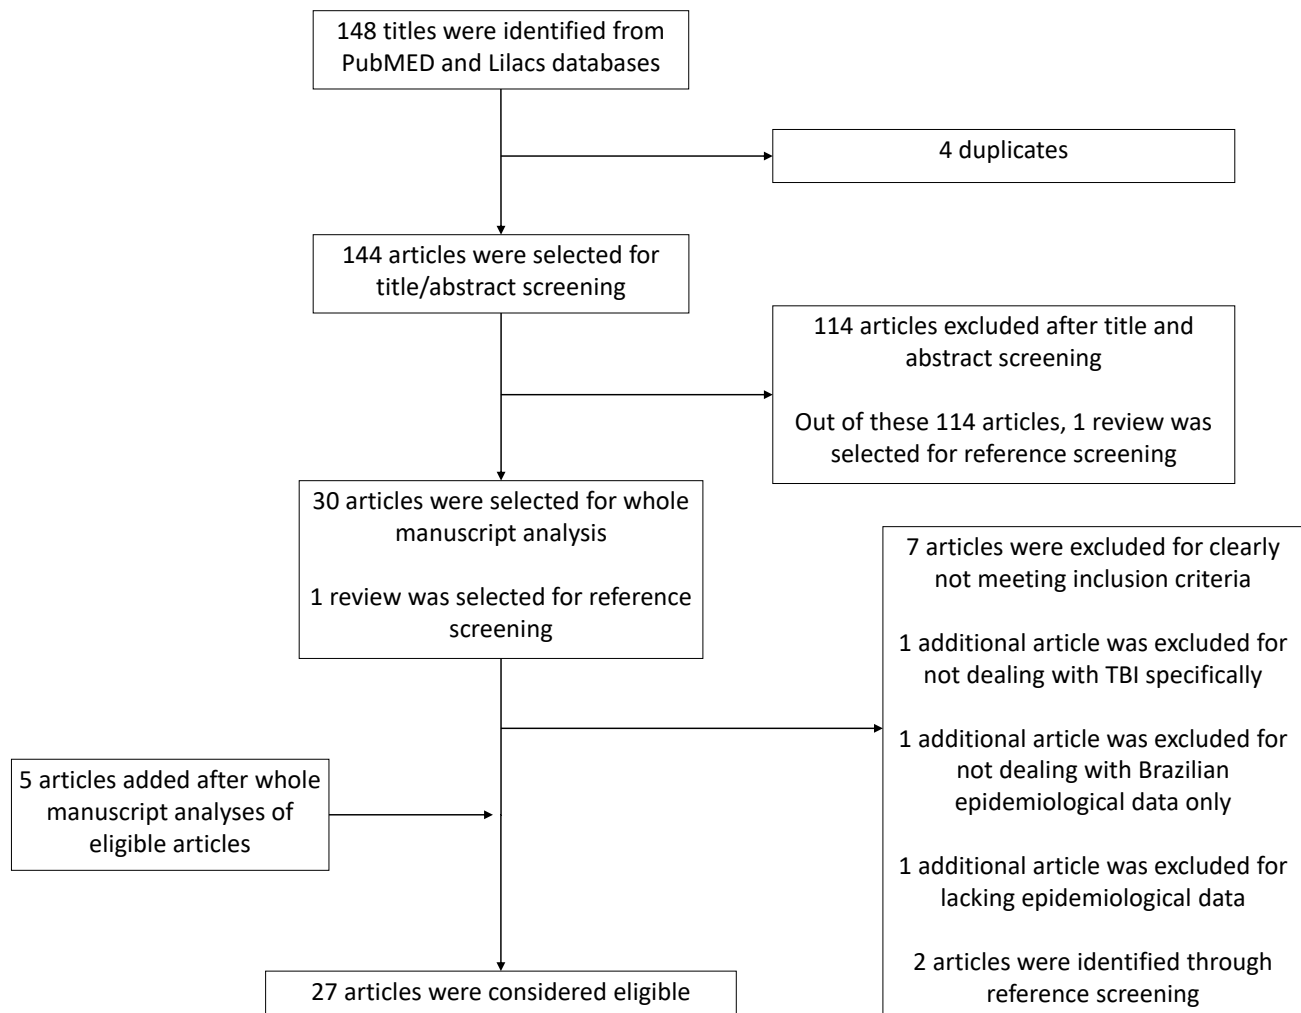 148 titles were identified from
PubMED and Lilacs databases
4 duplicates
144 articles were selected for
title/abstract screening
114 articles excluded after title and
abstract screening
Out of these 114 articles, 1 review was
selected for reference screening
30 articles were selected for whole
manuscript analysis
1 review was selected for reference
screening
7 articles were excluded for clearly
not meeting inclusion criteria
1 additional article was excluded for
not dealing with TBI specifically
1 additional article was excluded for
not dealing with Brazilian
epidemiological data only
1 additional article was excluded for
lacking epidemiological data
2 articles were identified through
reference screening
5 articles added after whole
manuscript analyses of
eligible articles
27 articles were considered eligible